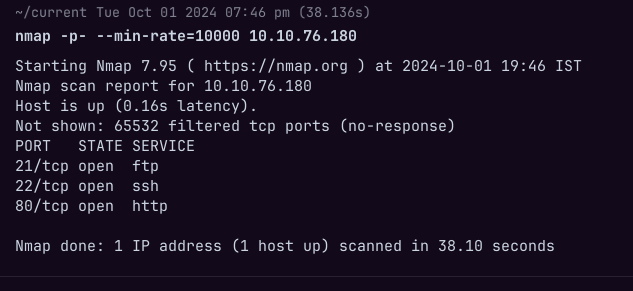 ~/current Tue Oct 01 2024 07:46 pm (38.136s)
nmap -p- --min-rate=10000 10.10.76.180
Starting Nmap 7.95 ( https://nmap.org ) at 2024-10-01 19:46 IST
Nmap scan report for 10.10.76.180
Host is up (0.16s latency).
Not shown: 65532 filtered tcp ports (no-response)
PORT   STATE SERVICE
21/tcp open  ftp
22/tcp open  ssh
80/tcp open  http
Nmap done: 1 IP address (1 host up) scanned in 38.10 seconds